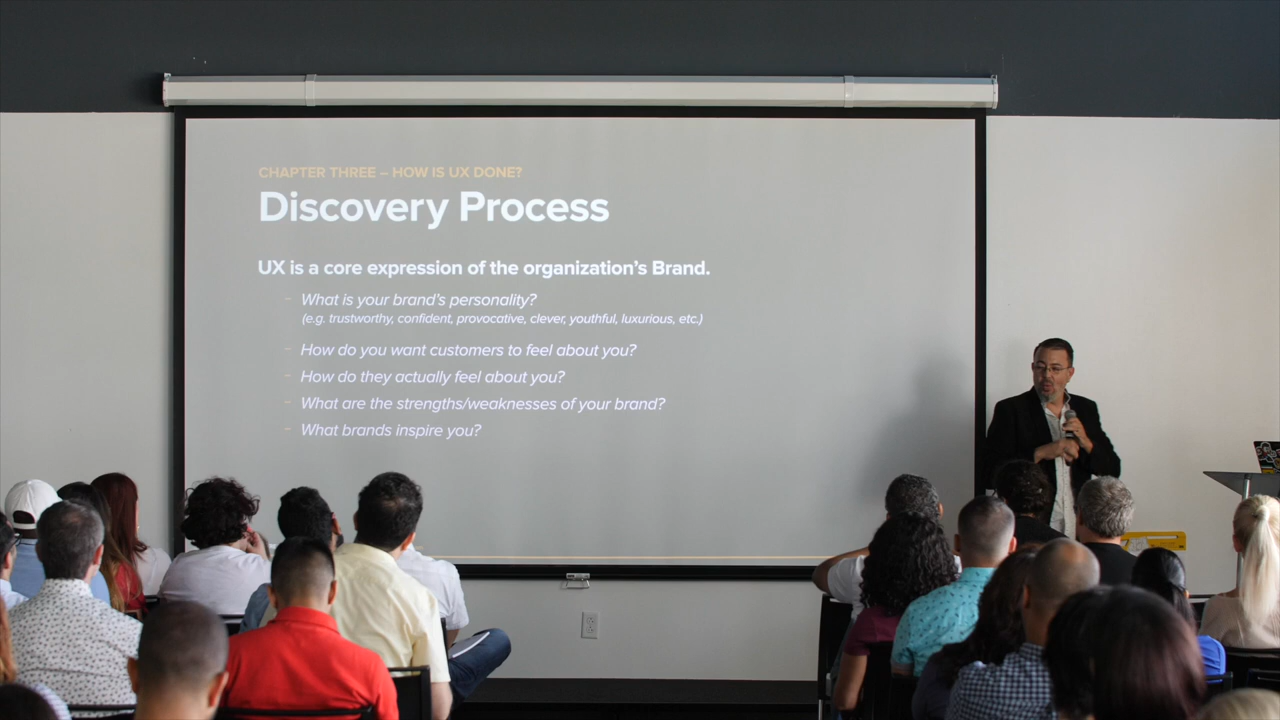 CHAPTER THREE – HOW IS UX DONE?
Discovery Process
UX is a core expression of the organization's Brand.
– What is your brand's personality?
(e.g. trustworthy, confident, provocative, clever, youthful, luxurious, etc.)
– How do you want customers to feel about you?
– How do they actually feel about you?
– What are the strengths/weaknesses of your brand?
– What brands inspire you?